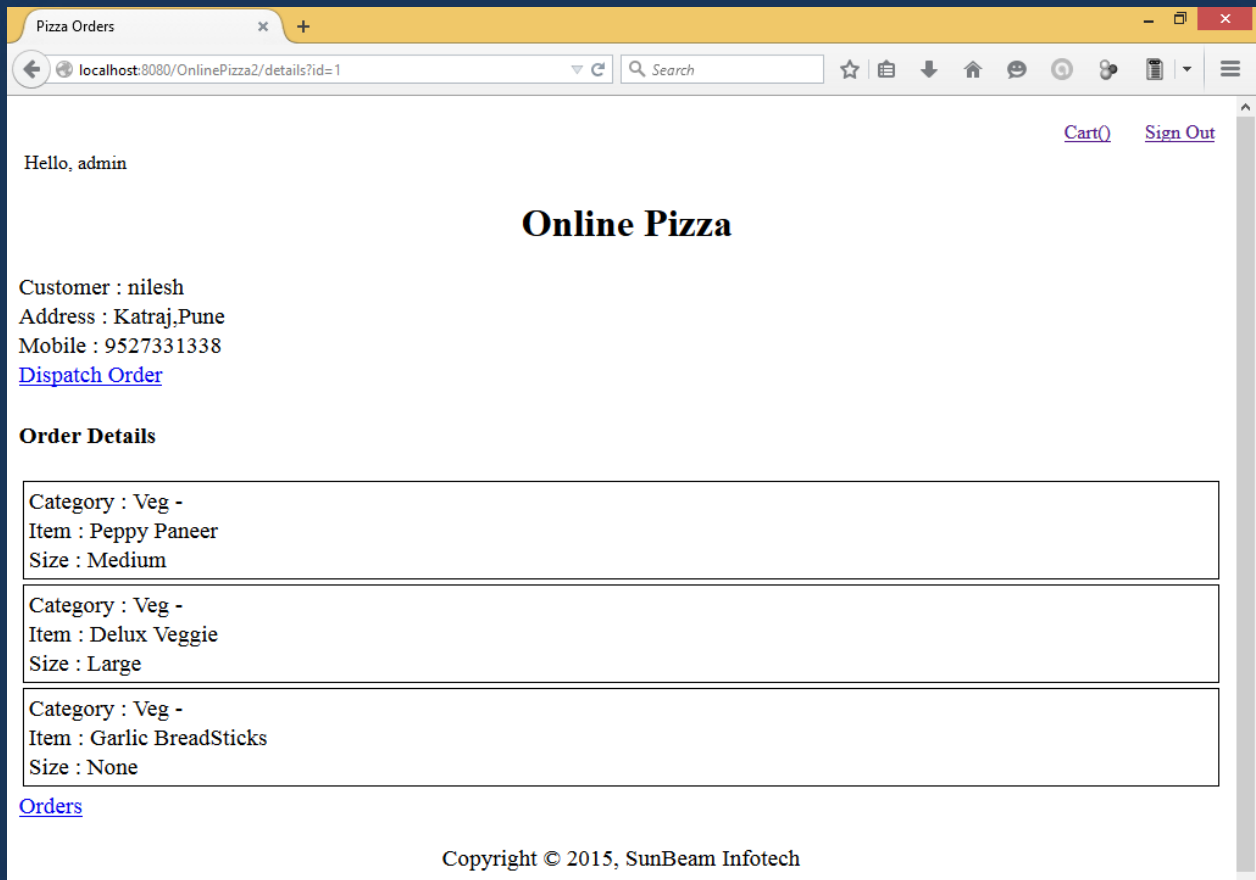 Pizza Orders
localhost:8080/OnlinePizza2/details?id=1
Search
Cart() Sign Out
Hello, admin
Online Pizza
Customer : nilesh
Address : Katraj,Pune
Mobile : 9527331338
Dispatch Order
Order Details
Category : Veg -
Item : Peppy Paneer
Size : Medium
Category : Veg -
Item : Delux Veggie
Size : Large
Category : Veg -
Item : Garlic BreadSticks
Size : None
Orders
Copyright © 2015, SunBeam Infotech